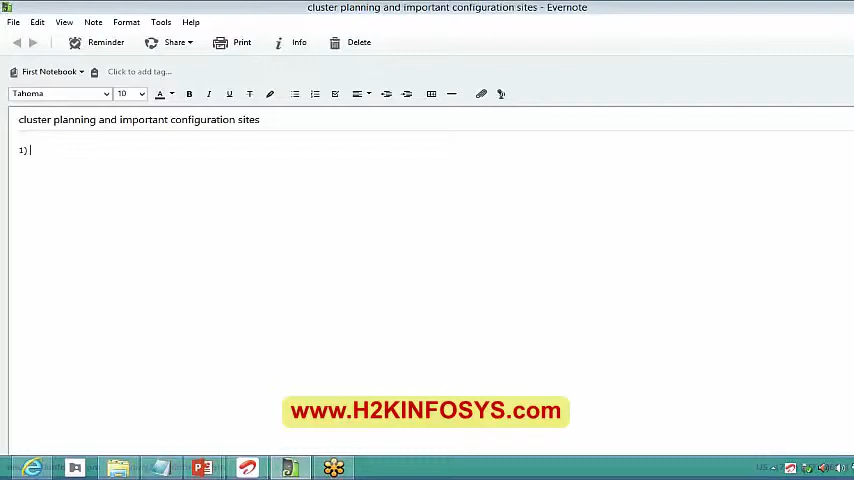 cluster planning and important configuration sites - Evernote
File Edit View Note Format Tools Help
Reminder Share Print Info Delete
First Notebook Click to add tag...
Tahoma 10 A B I U T
cluster planning and important configuration sites
1)
www.H2KINFOSYS.com
US